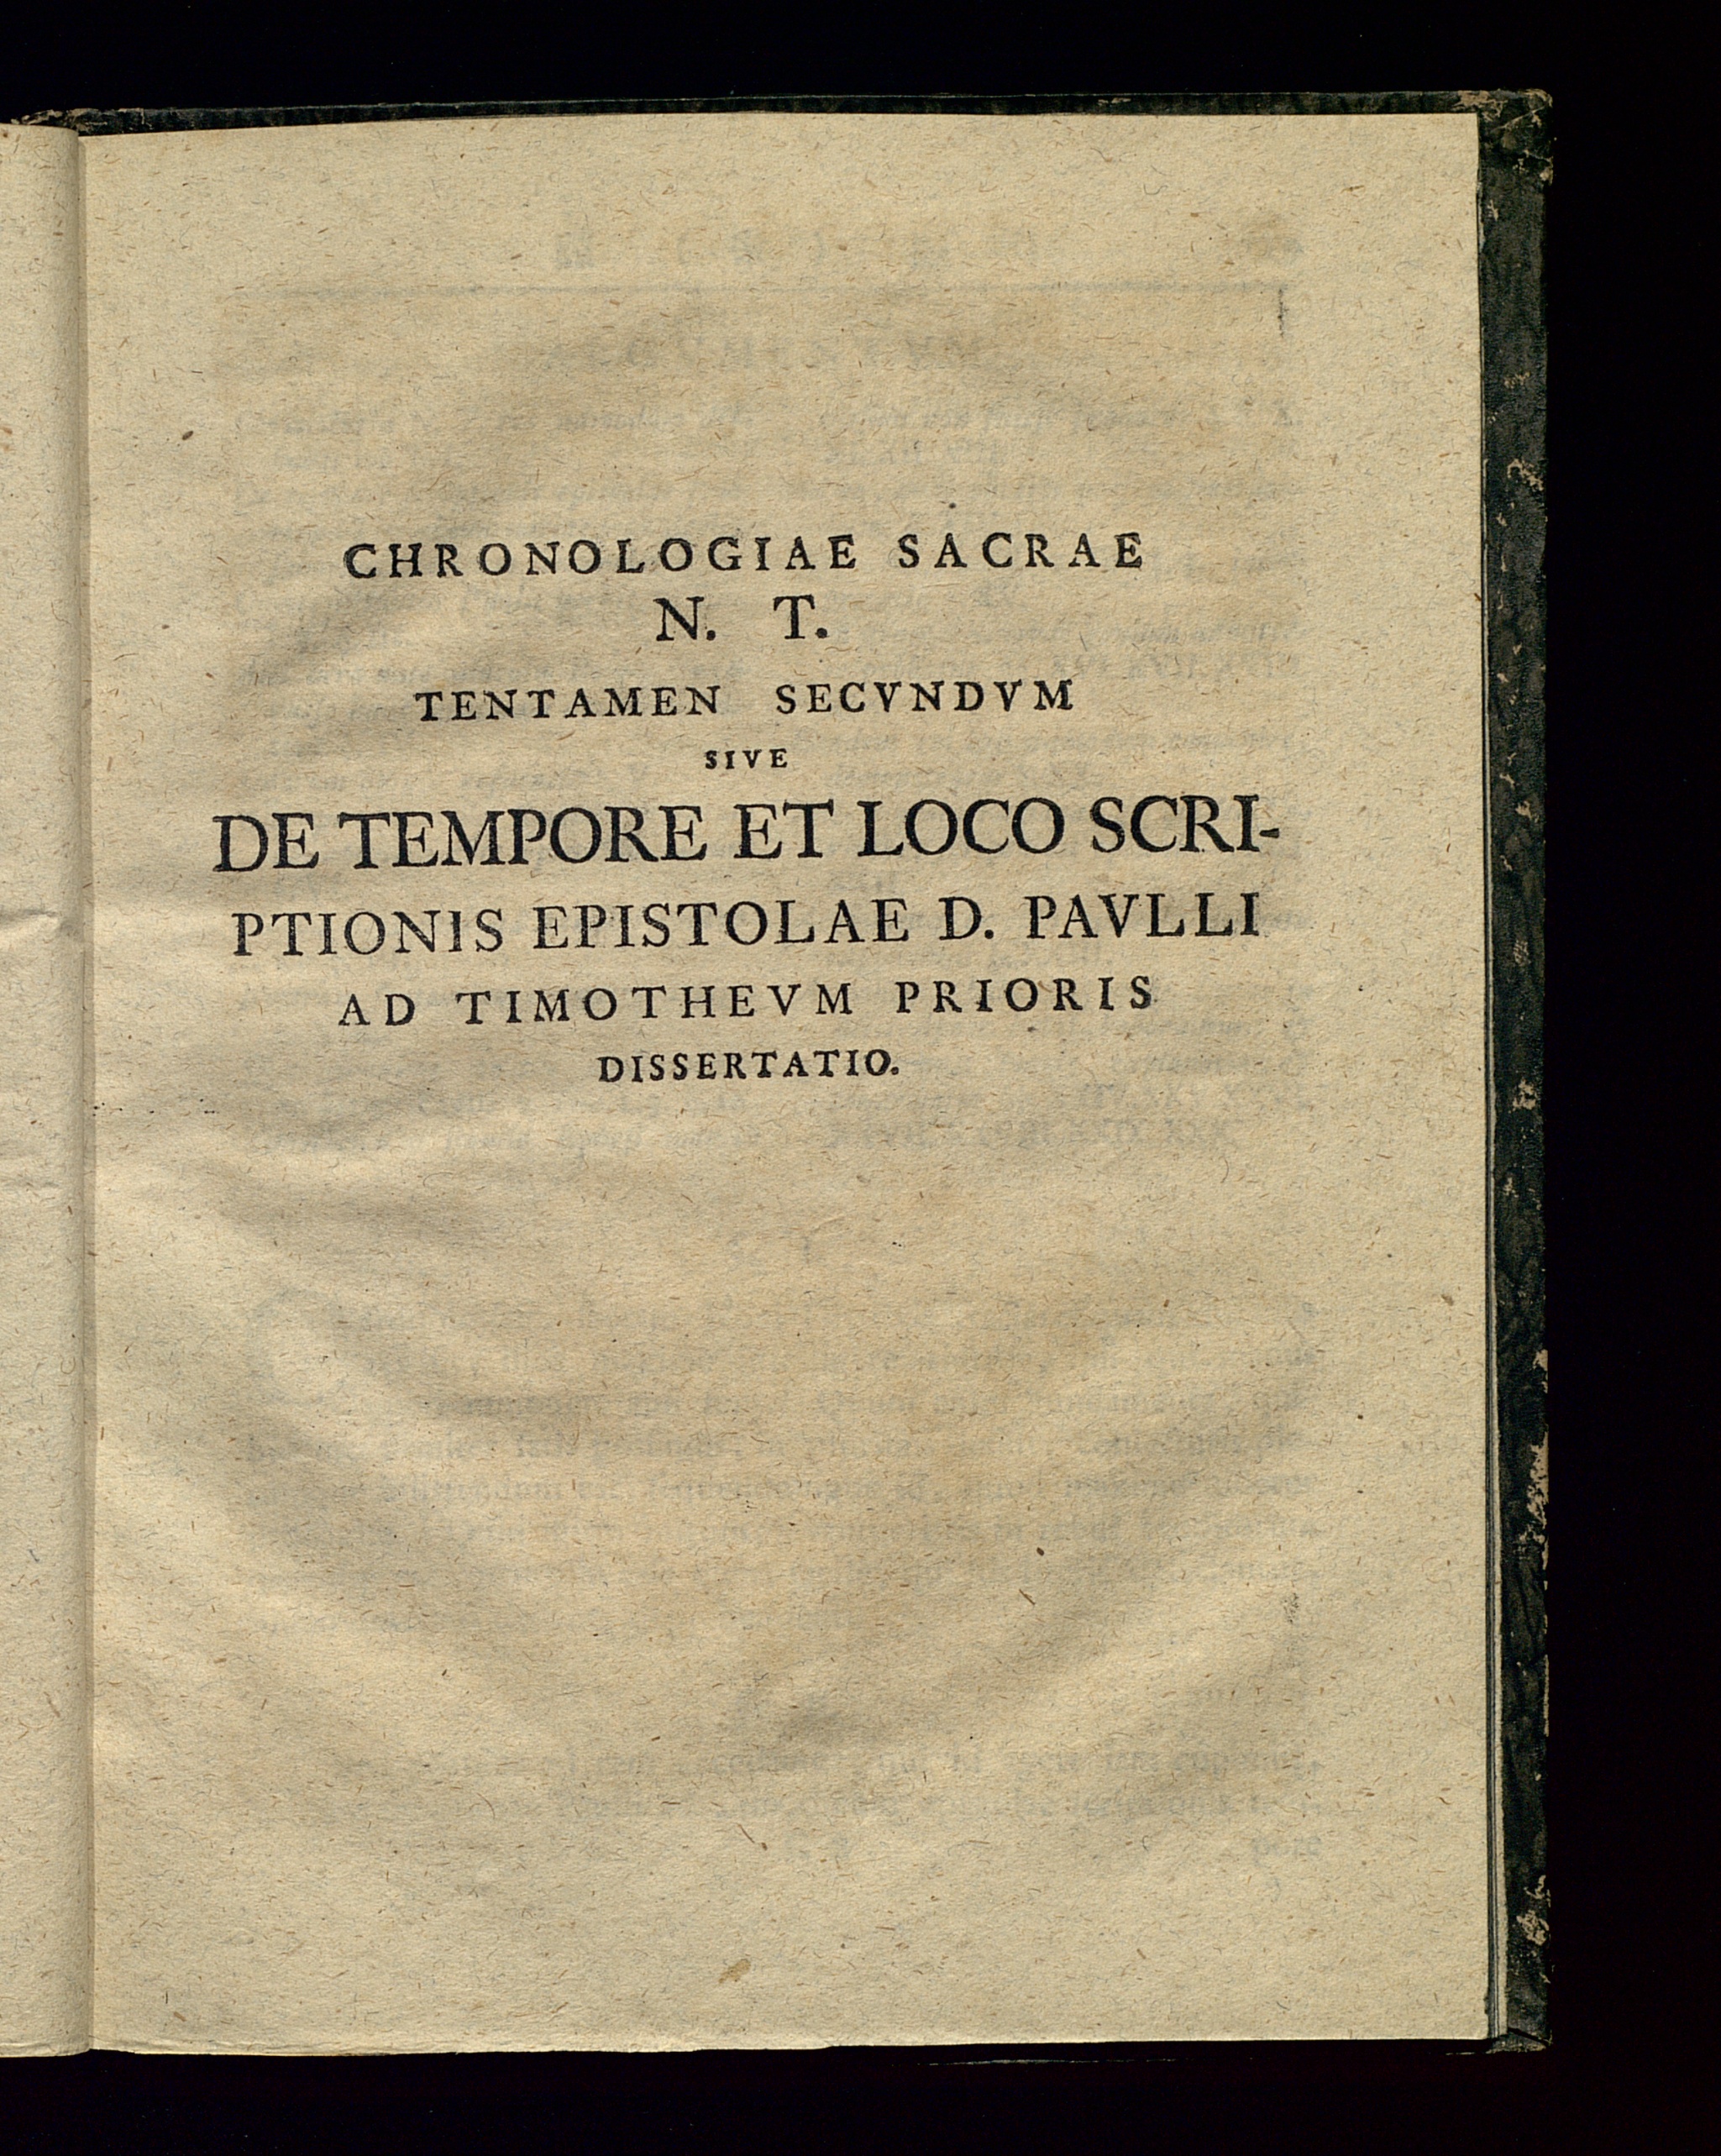 CHRONOLOGIAE SACRAE
N. T.
TENTAMEN SECVNDVM
SIVE
DE TEMPORE ET LOCO SCRI-
PTIONIS EPISTOLAE D. PAVLLI
AD TIMOTHEVM PRIORIS
DISSERTATIO.